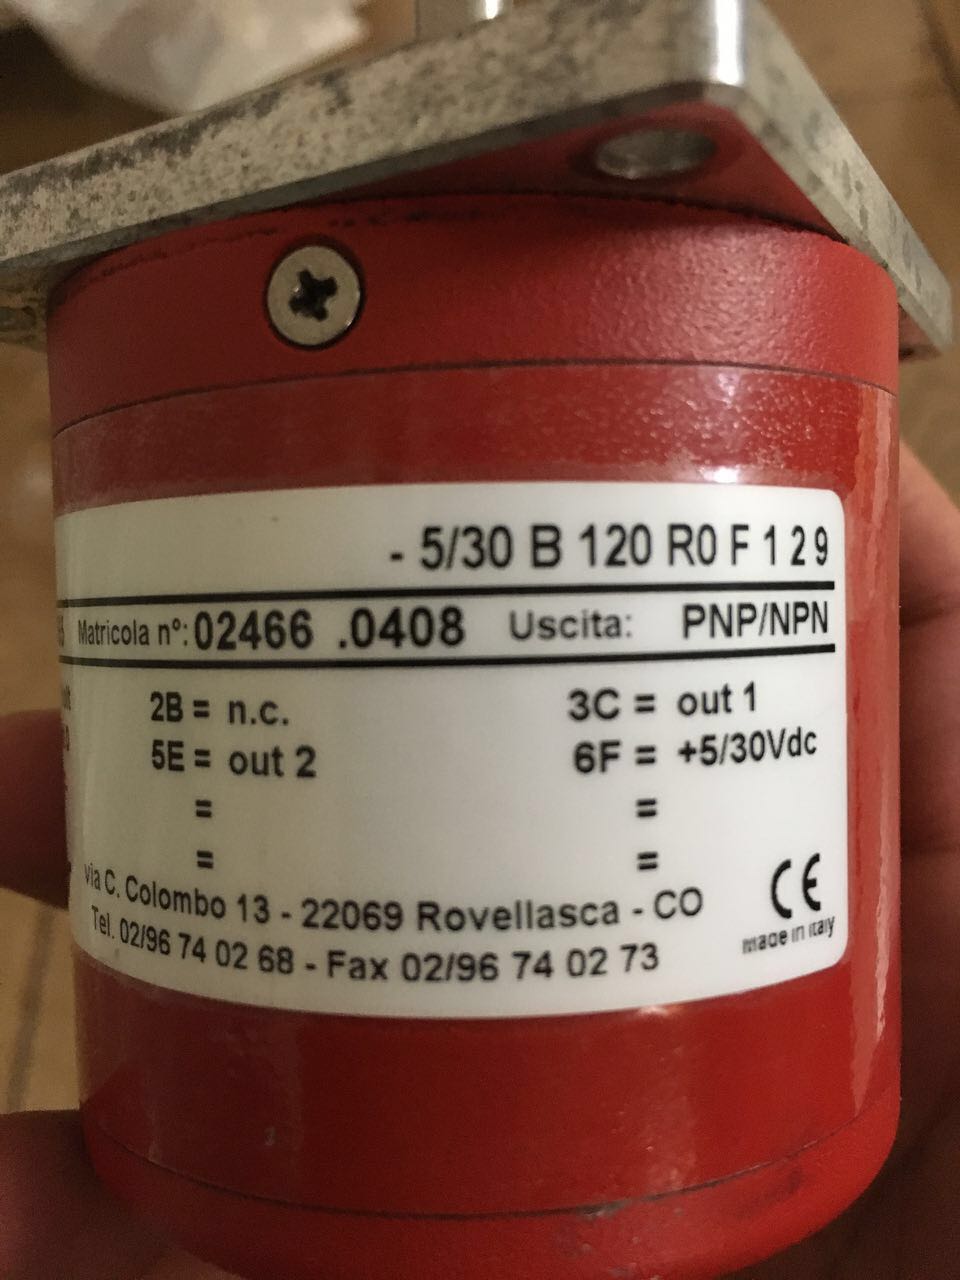 - 5/30 B 120 R0 F 1 2 9
Matricola n°: 02466 .0408 Uscita: PNP/NPN
2B = n.c. 3C = out 1
5E = out 2 6F = +5/30Vdc
= =
= =
via C. Colombo 13 - 22069 Rovellasca - CO
Tel. 02/96 74 02 68 - Fax 02/96 74 02 73
CE
made in italy